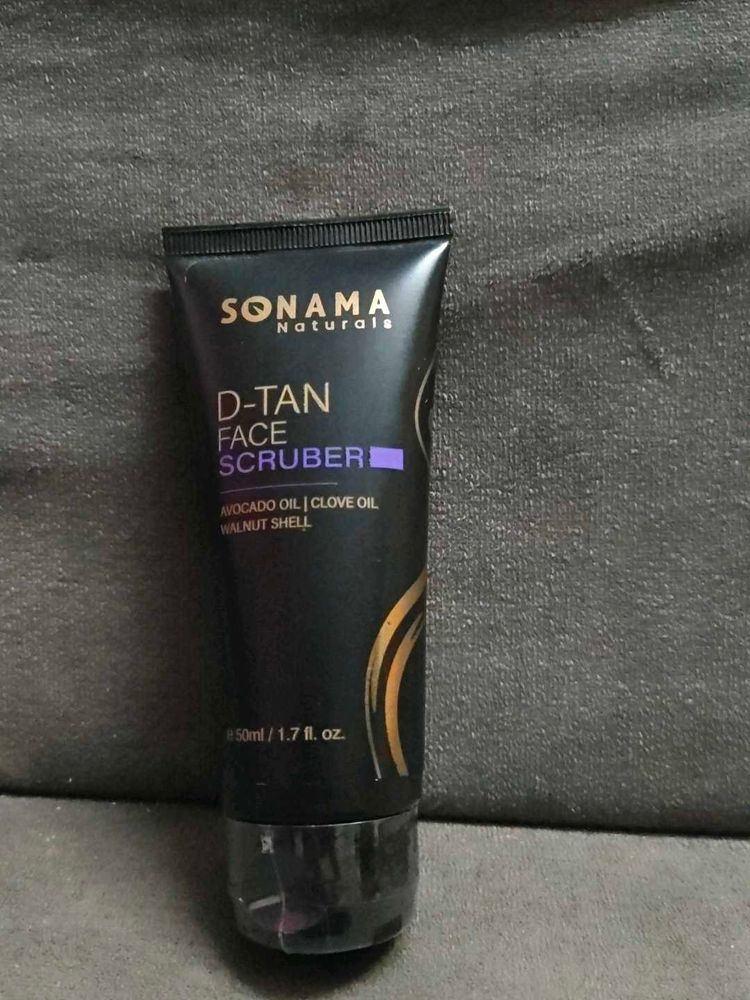 SONAMA
Naturals
D-TAN
FACE
SCRUBER
AVOCADO OIL | CLOVE OIL
WALNUT SHELL
e 50ml / 1.7 fl. oz.